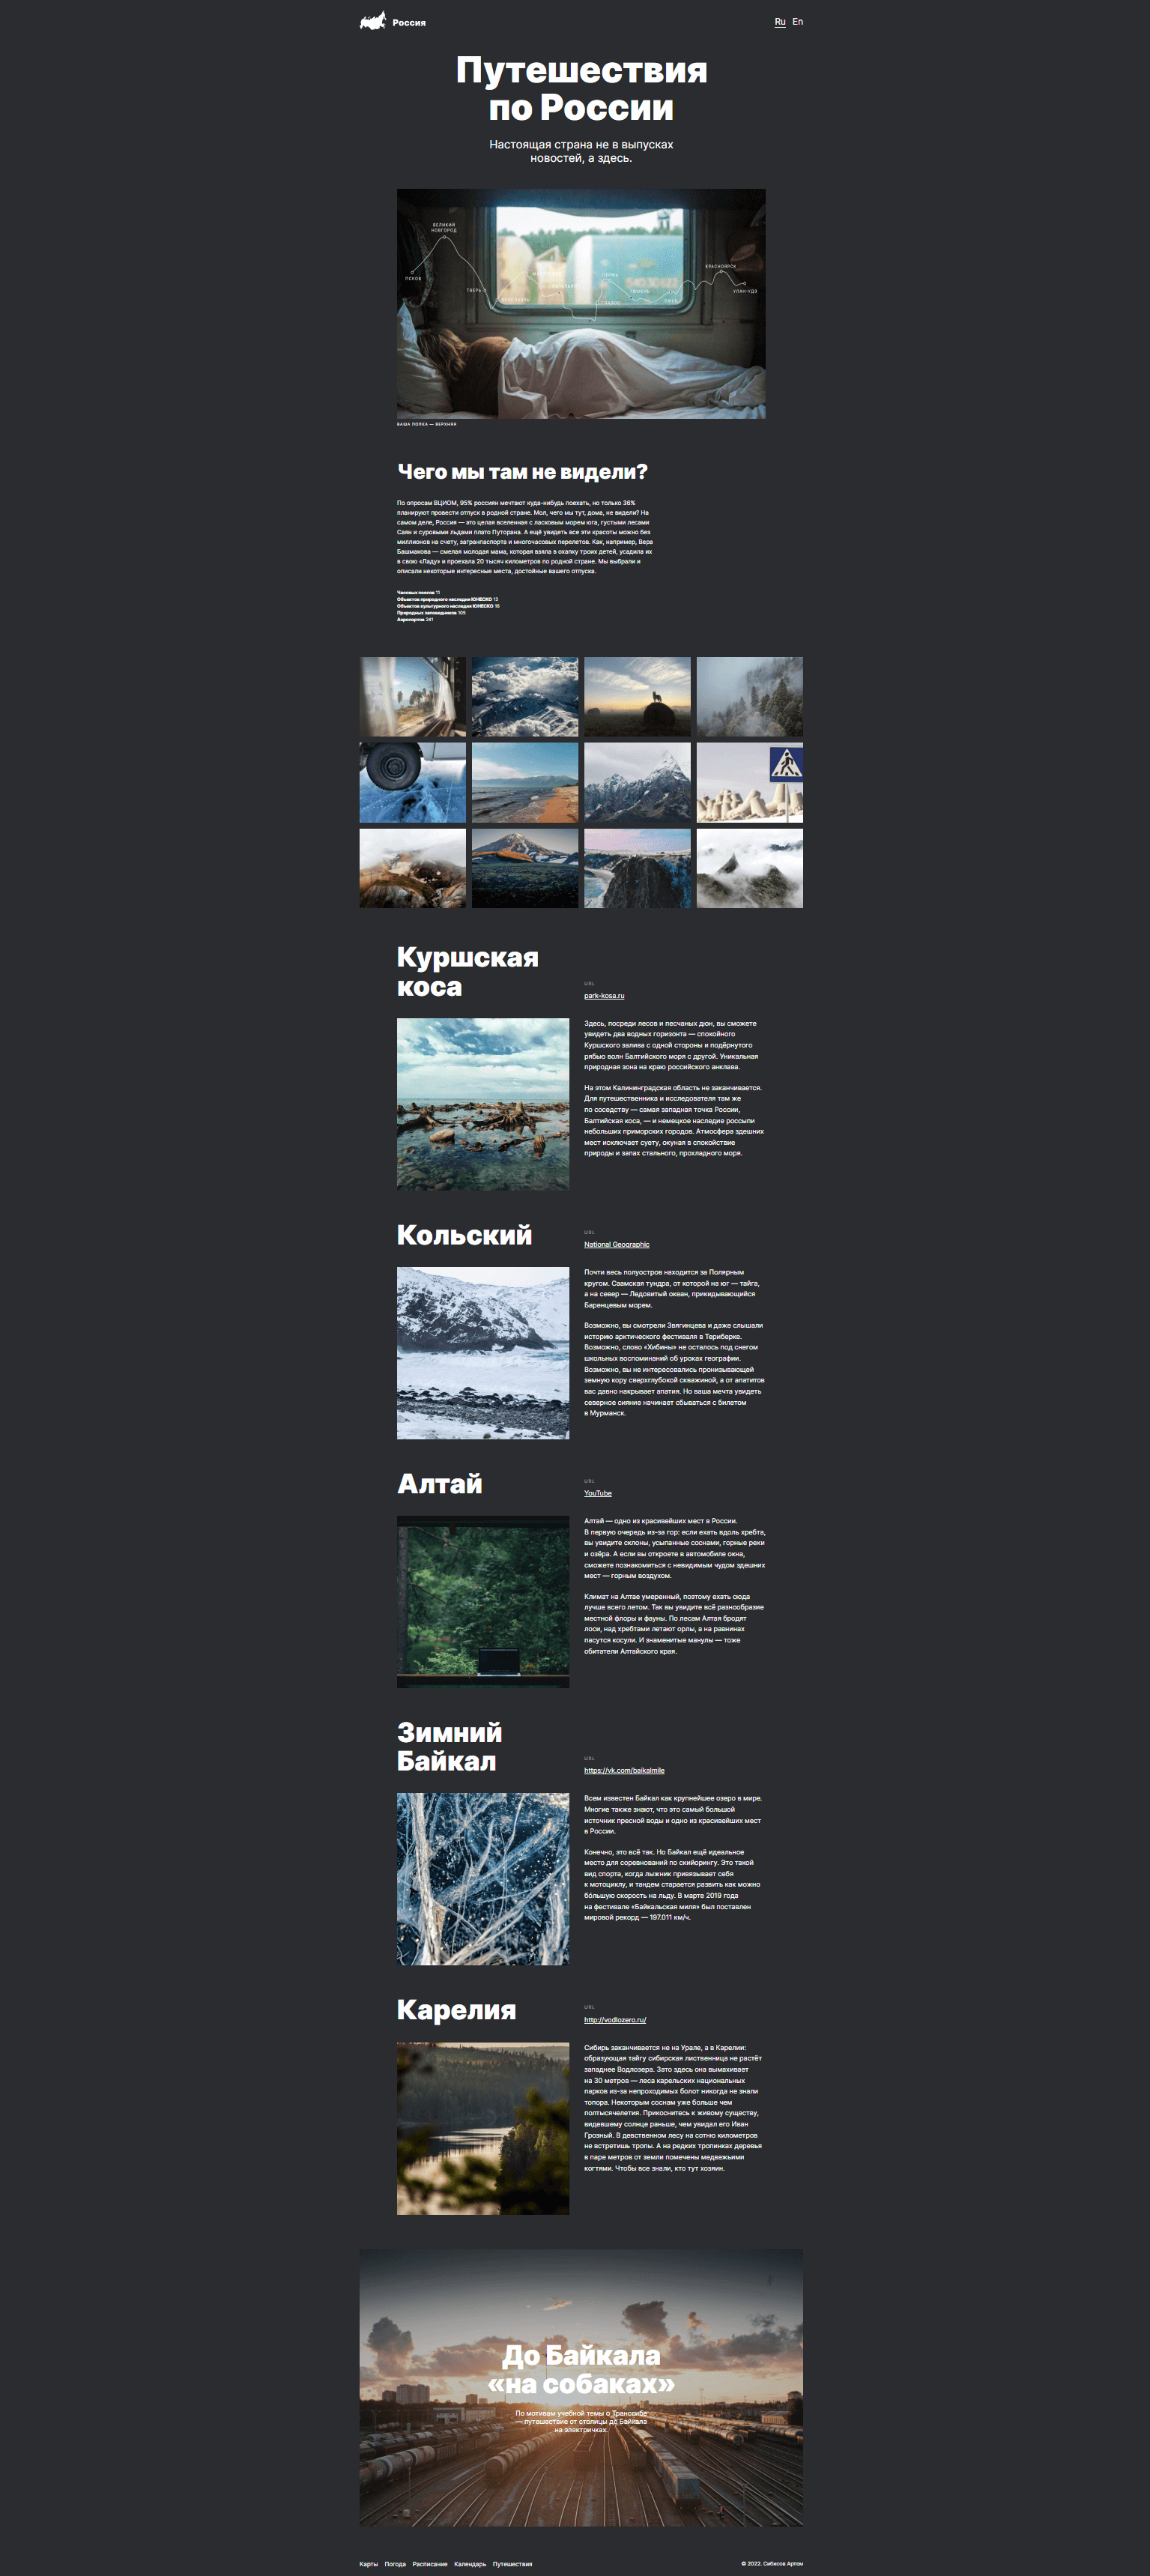 Россия
Ru En
Путешествия
по России
Настоящая страна не в выпусках
новостей, а здесь.
ВЕЛИКИЙ
НОВГОРОД
ПСКОВ
ТВЕРЬ
КРАСНОЯРСК
УЛАН-УДЭ
ВАША ПОЛКА — ВЕРХНЯЯ
Чего мы там не видели?
По опросам ВЦИОМ, 95% россиян мечтают куда-нибудь поехать, но только 36%
планируют провести отпуск в родной стране. Мол, чего мы тут, дома, не видели? На
самом деле, Россия — это целая вселенная с ласковым морем юга, густыми лесами
Саян и суровыми льдами плато Путорана. А ещё увидеть все эти красоты можно без
миллионов на счету, загранпаспорта и многочасовых перелетов. Как, например, Вера
Башмакова — смелая молодая мама, которая взяла в охапку троих детей, усадила их
в свою «Ладу» и проехала 20 тысяч километров по родной стране. Мы выбрали и
описали некоторые интересные места, достойные вашего отпуска.
Часовых поясов 11
Объектов природного наследия ЮНЕСКО 12
Объектов культурного наследия ЮНЕСКО 16
Природных заповедников 105
Аэропортов 241
Куршская
коса
URL
park-kosa.ru
Здесь, посреди лесов и песчаных дюн, вы сможете
увидеть два водных горизонта — спокойного
Куршского залива с одной стороны и подёрнутого
рябью волн Балтийского моря с другой. Уникальная
природная зона на краю российского анклава.
На этом Калининградская область не заканчивается.
Для путешественника и исследователя там же
по соседству — самая западная точка России,
Балтийская коса, — и немецкое наследие россыпи
небольших приморских городов. Атмосфера здешних
мест исключает суету, окуная в спокойствие
природы и запах стального, прохладного моря.
Кольский
URL
National Geographic
Почти весь полуостров находится за Полярным
кругом. Саамская тундра, от которой на юг — тайга,
а на север — Ледовитый океан, прикидывающийся
Баренцевым морем.
Возможно, вы смотрели Звягинцева и даже слышали
историю арктического фестиваля в Териберке.
Возможно, слово «Хибины» не осталось под снегом
школьных воспоминаний об уроках географии.
Возможно, вы не интересовались пронизывающей
земную кору сверхглубокой скважиной, а от апатитов
вас давно накрывает апатия. Но ваша мечта увидеть
северное сияние начинает сбываться с билетом
в Мурманск.
Алтай
URL
YouTube
Алтай — одно из красивейших мест в России.
В первую очередь из-за гор: если ехать вдоль хребта,
вы увидите склоны, усыпанные соснами, горные реки
и озёра. А если вы откроете в автомобиле окна,
сможете познакомиться с невидимым чудом здешних
мест — горным воздухом.
Климат на Алтае умеренный, поэтому ехать сюда
лучше всего летом. Так вы увидите всё разнообразие
местной флоры и фауны. По лесам Алтая бродят
лоси, над хребтами летают орлы, а на равнинах
пасутся косули. И знаменитые манулы — тоже
обитатели Алтайского края.
Зимний
Байкал
URL
https://vk.com/baikalmile
Всем известен Байкал как крупнейшее озеро в мире.
Многие также знают, что это самый большой
источник пресной воды и одно из красивейших мест
в России.
Конечно, это всё так. Но Байкал ещё идеальное
место для соревнований по скийорингу. Это такой
вид спорта, когда лыжник привязывает себя
к мотоциклу, и тандем старается развить как можно
бо́льшую скорость на льду. В марте 2019 года
на фестивале «Байкальская миля» был поставлен
мировой рекорд — 197.011 км/ч.
Карелия
URL
http://vodlozero.ru/
Сибирь заканчивается не на Урале, а в Карелии:
образующая тайгу сибирская лиственница не растёт
западнее Водлозера. Зато здесь она вымахивает
на 30 метров — леса карельских национальных
парков из-за непроходимых болот никогда не знали
топора. Некоторым соснам уже больше чем
полтысячелетия. Прикоснитесь к живому существу,
видевшему солнце раньше, чем увидал его Иван
Грозный. В девственном лесу на сотню километров
не встретишь тропы. А на редких тропинках деревья
в паре метров от земли помечены медвежьими
когтями. Чтобы все знали, кто тут хозяин.
До Байкала
«на собаках»
По мотивам учебной темы о Транссибе
— путешествие от столицы до Байкала
на электричках.
Карты Погода Расписание Календарь Путешествия
© 2022. Сибисов Артем